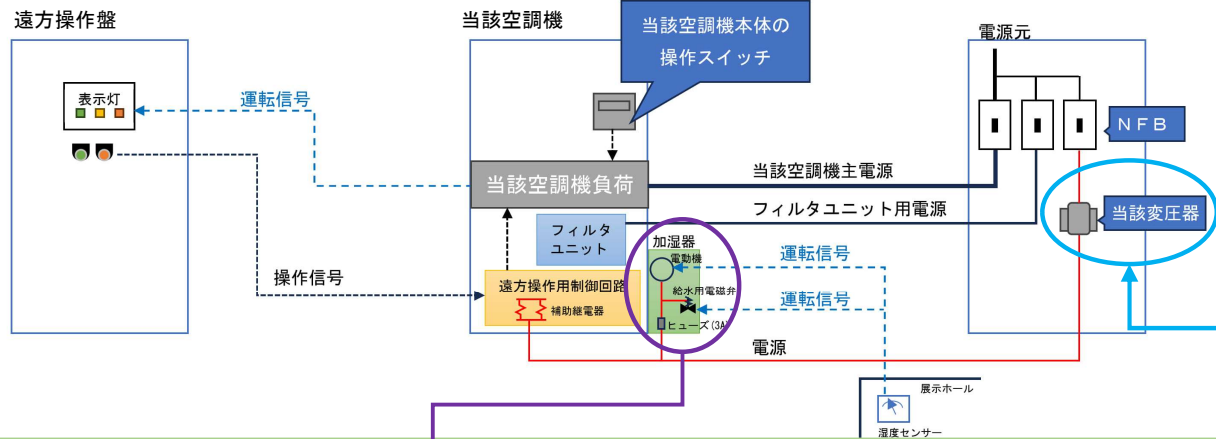 遠方操作盤
当該空調機
当該空調機本体の
操作スイッチ
電源元
表示灯
運転信号
NFB
当該空調機負荷
当該空調機主電源
フィルタユニット用電源
当該変圧器
フィルタ
ユニット
加湿器
電動機
運転信号
操作信号
遠方操作用制御回路
補助継電器
給水用電磁弁
運転信号
ヒューズ(3A)
電源
展示ホール
湿度センサー